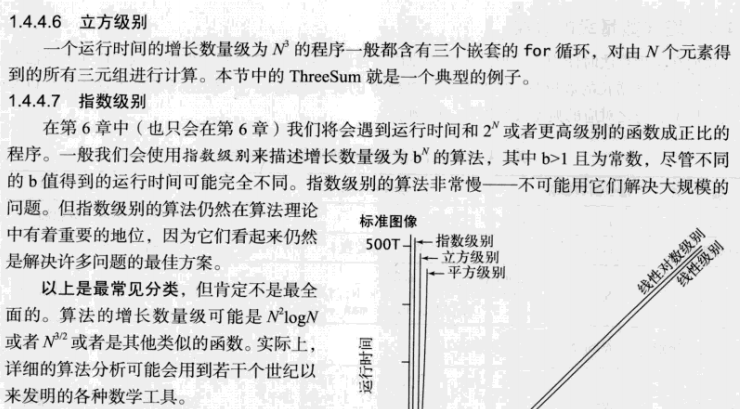 1.4.4.6 立方级别
一个运行时间的增长数量级为 N³ 的程序一般都含有三个嵌套的 for 循环，对由 N 个元素得
到的所有三元组进行计算。本节中的 ThreeSum 就是一个典型的例子。
1.4.4.7 指数级别
在第 6 章中（也只会在第 6 章）我们将会遇到运行时间和 2ᴺ 或者更高级别的函数成正比的
程序。一般我们会使用指数级别来描述增长数量级为 bᴺ 的算法，其中 b>1 且为常数，尽管不同
的 b 值得到的运行时间可能完全不同。指数级别的算法非常慢——不可能用它们解决大规模的
问题。但指数级别的算法仍然在算法理论
中有着重要的地位，因为它们看起来仍然
是解决许多问题的最佳方案。
以上是最常见分类，但肯定不是最全
面的。算法的增长数量级可能是 N²logN
或者 N³ᐟ² 或者是其他类似的函数。实际上，
详细的算法分析可能会用到若干个世纪以
来发明的各种数学工具。
标准图像
500T
指数级别
立方级别
平方级别
线性对数级别
线性级别
运行时间